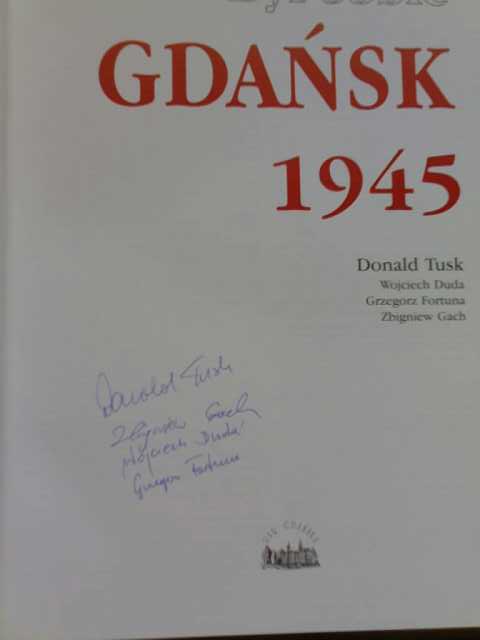 GDAŃSK
1945
Donald Tusk
Wojciech Duda
Grzegorz Fortuna
Zbigniew Gach
Donald Tusk
Zbigniew Gach
Wojciech Duda
Grzegorz Fortuna